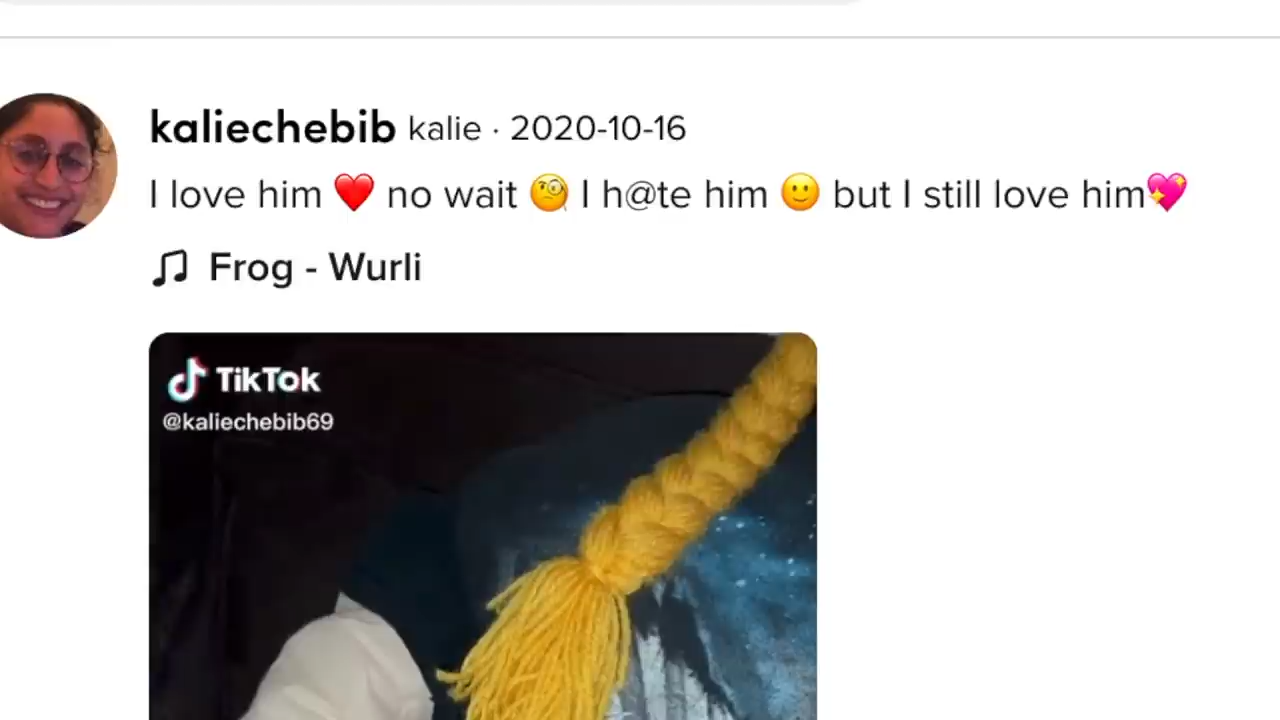 kaliechebib kalie · 2020-10-16
I love him ❤️ no wait 🧐 I h@te him 🙂 but I still love him💖
Frog - Wurli
TikTok
@kaliechebib69